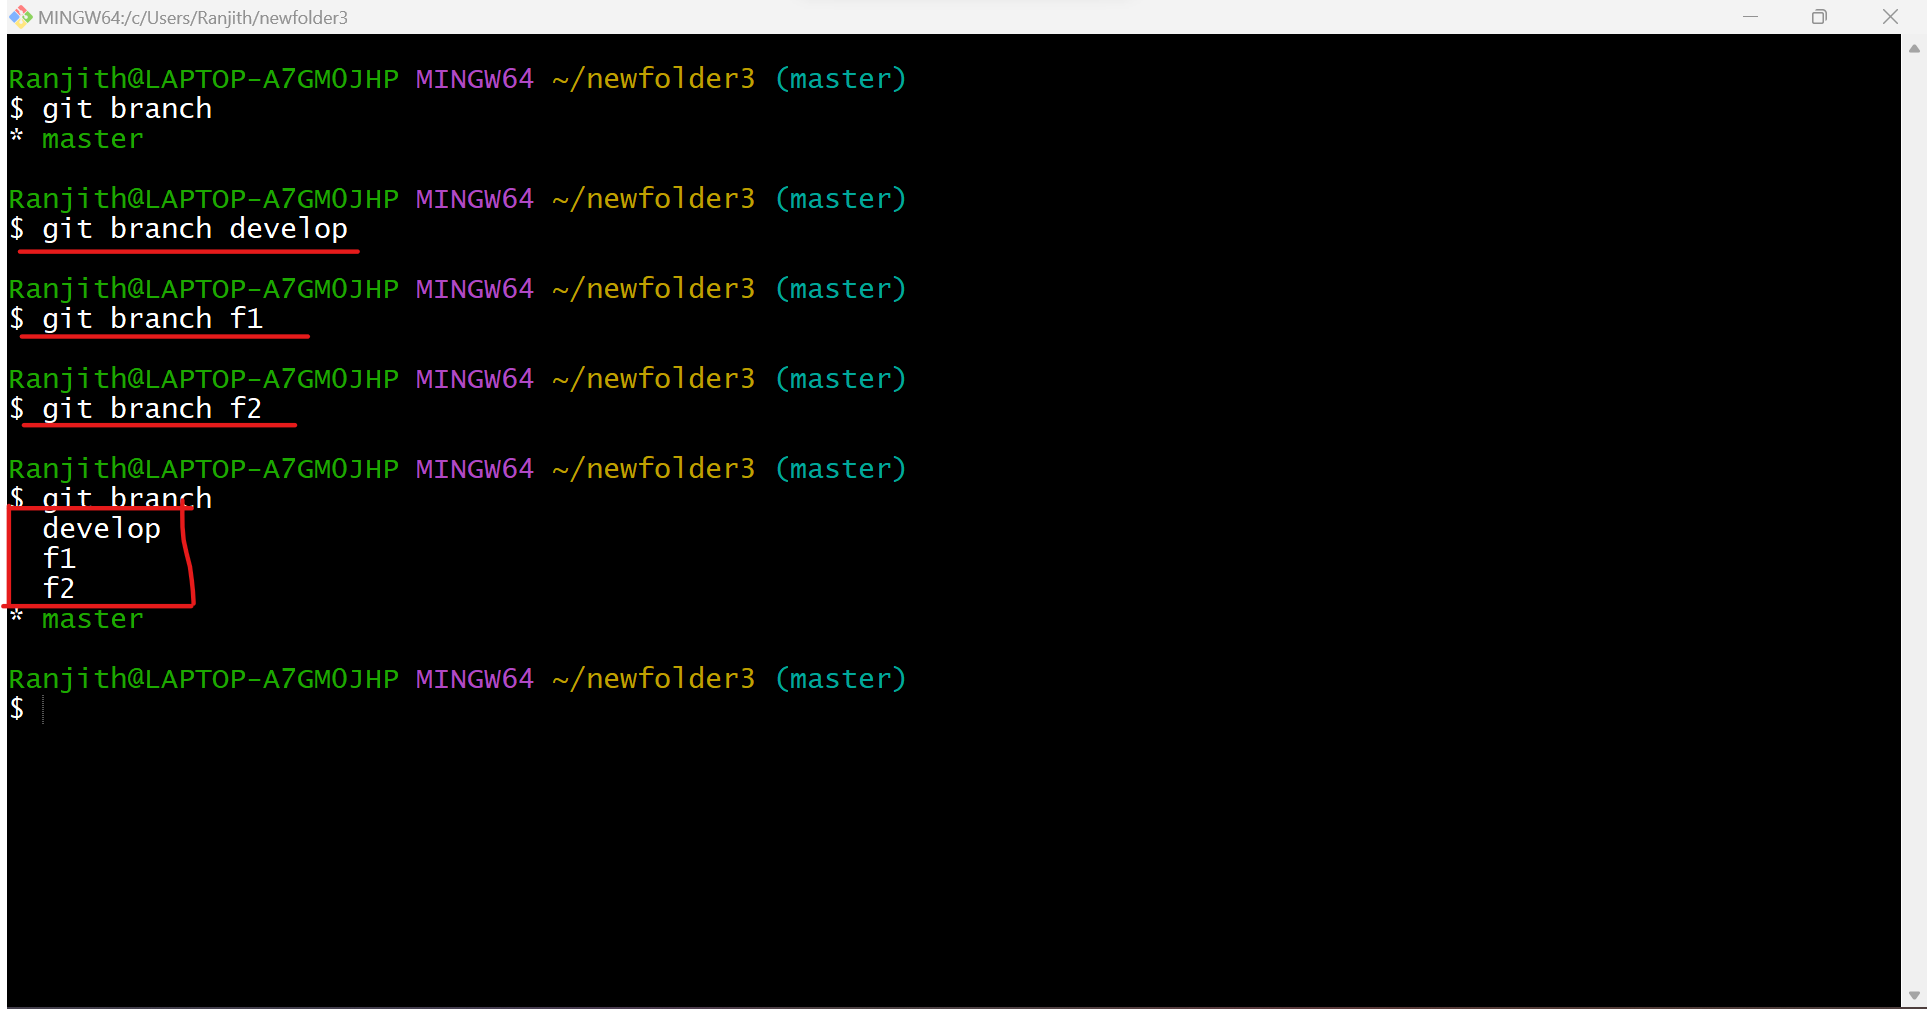 MINGW64:/c/Users/Ranjith/newfolder3
Ranjith@LAPTOP-A7GMOJHP MINGW64 ~/newfolder3 (master)
$ git branch
* master
Ranjith@LAPTOP-A7GMOJHP MINGW64 ~/newfolder3 (master)
$ git branch develop
Ranjith@LAPTOP-A7GMOJHP MINGW64 ~/newfolder3 (master)
$ git branch f1
Ranjith@LAPTOP-A7GMOJHP MINGW64 ~/newfolder3 (master)
$ git branch f2
Ranjith@LAPTOP-A7GMOJHP MINGW64 ~/newfolder3 (master)
$ git branch
develop
f1
f2
* master
Ranjith@LAPTOP-A7GMOJHP MINGW64 ~/newfolder3 (master)
$